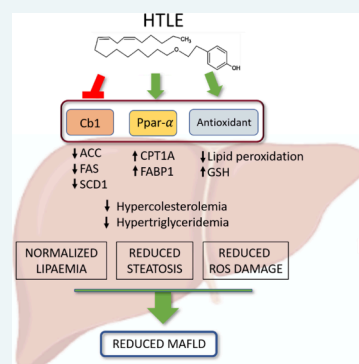 HTLE
CH₃
O
OH
Cb1 Ppar-α Antioxidant
↓ACC ↑CPT1A ↓Lipid peroxidation
↓FAS ↑FABP1 ↑GSH
↓SCD1
↓ Hypercolesterolemia
↓ Hypertriglyceridemia
NORMALIZED REDUCED REDUCED
LIPAEMIA STEATOSIS ROS DAMAGE
REDUCED MAFLD